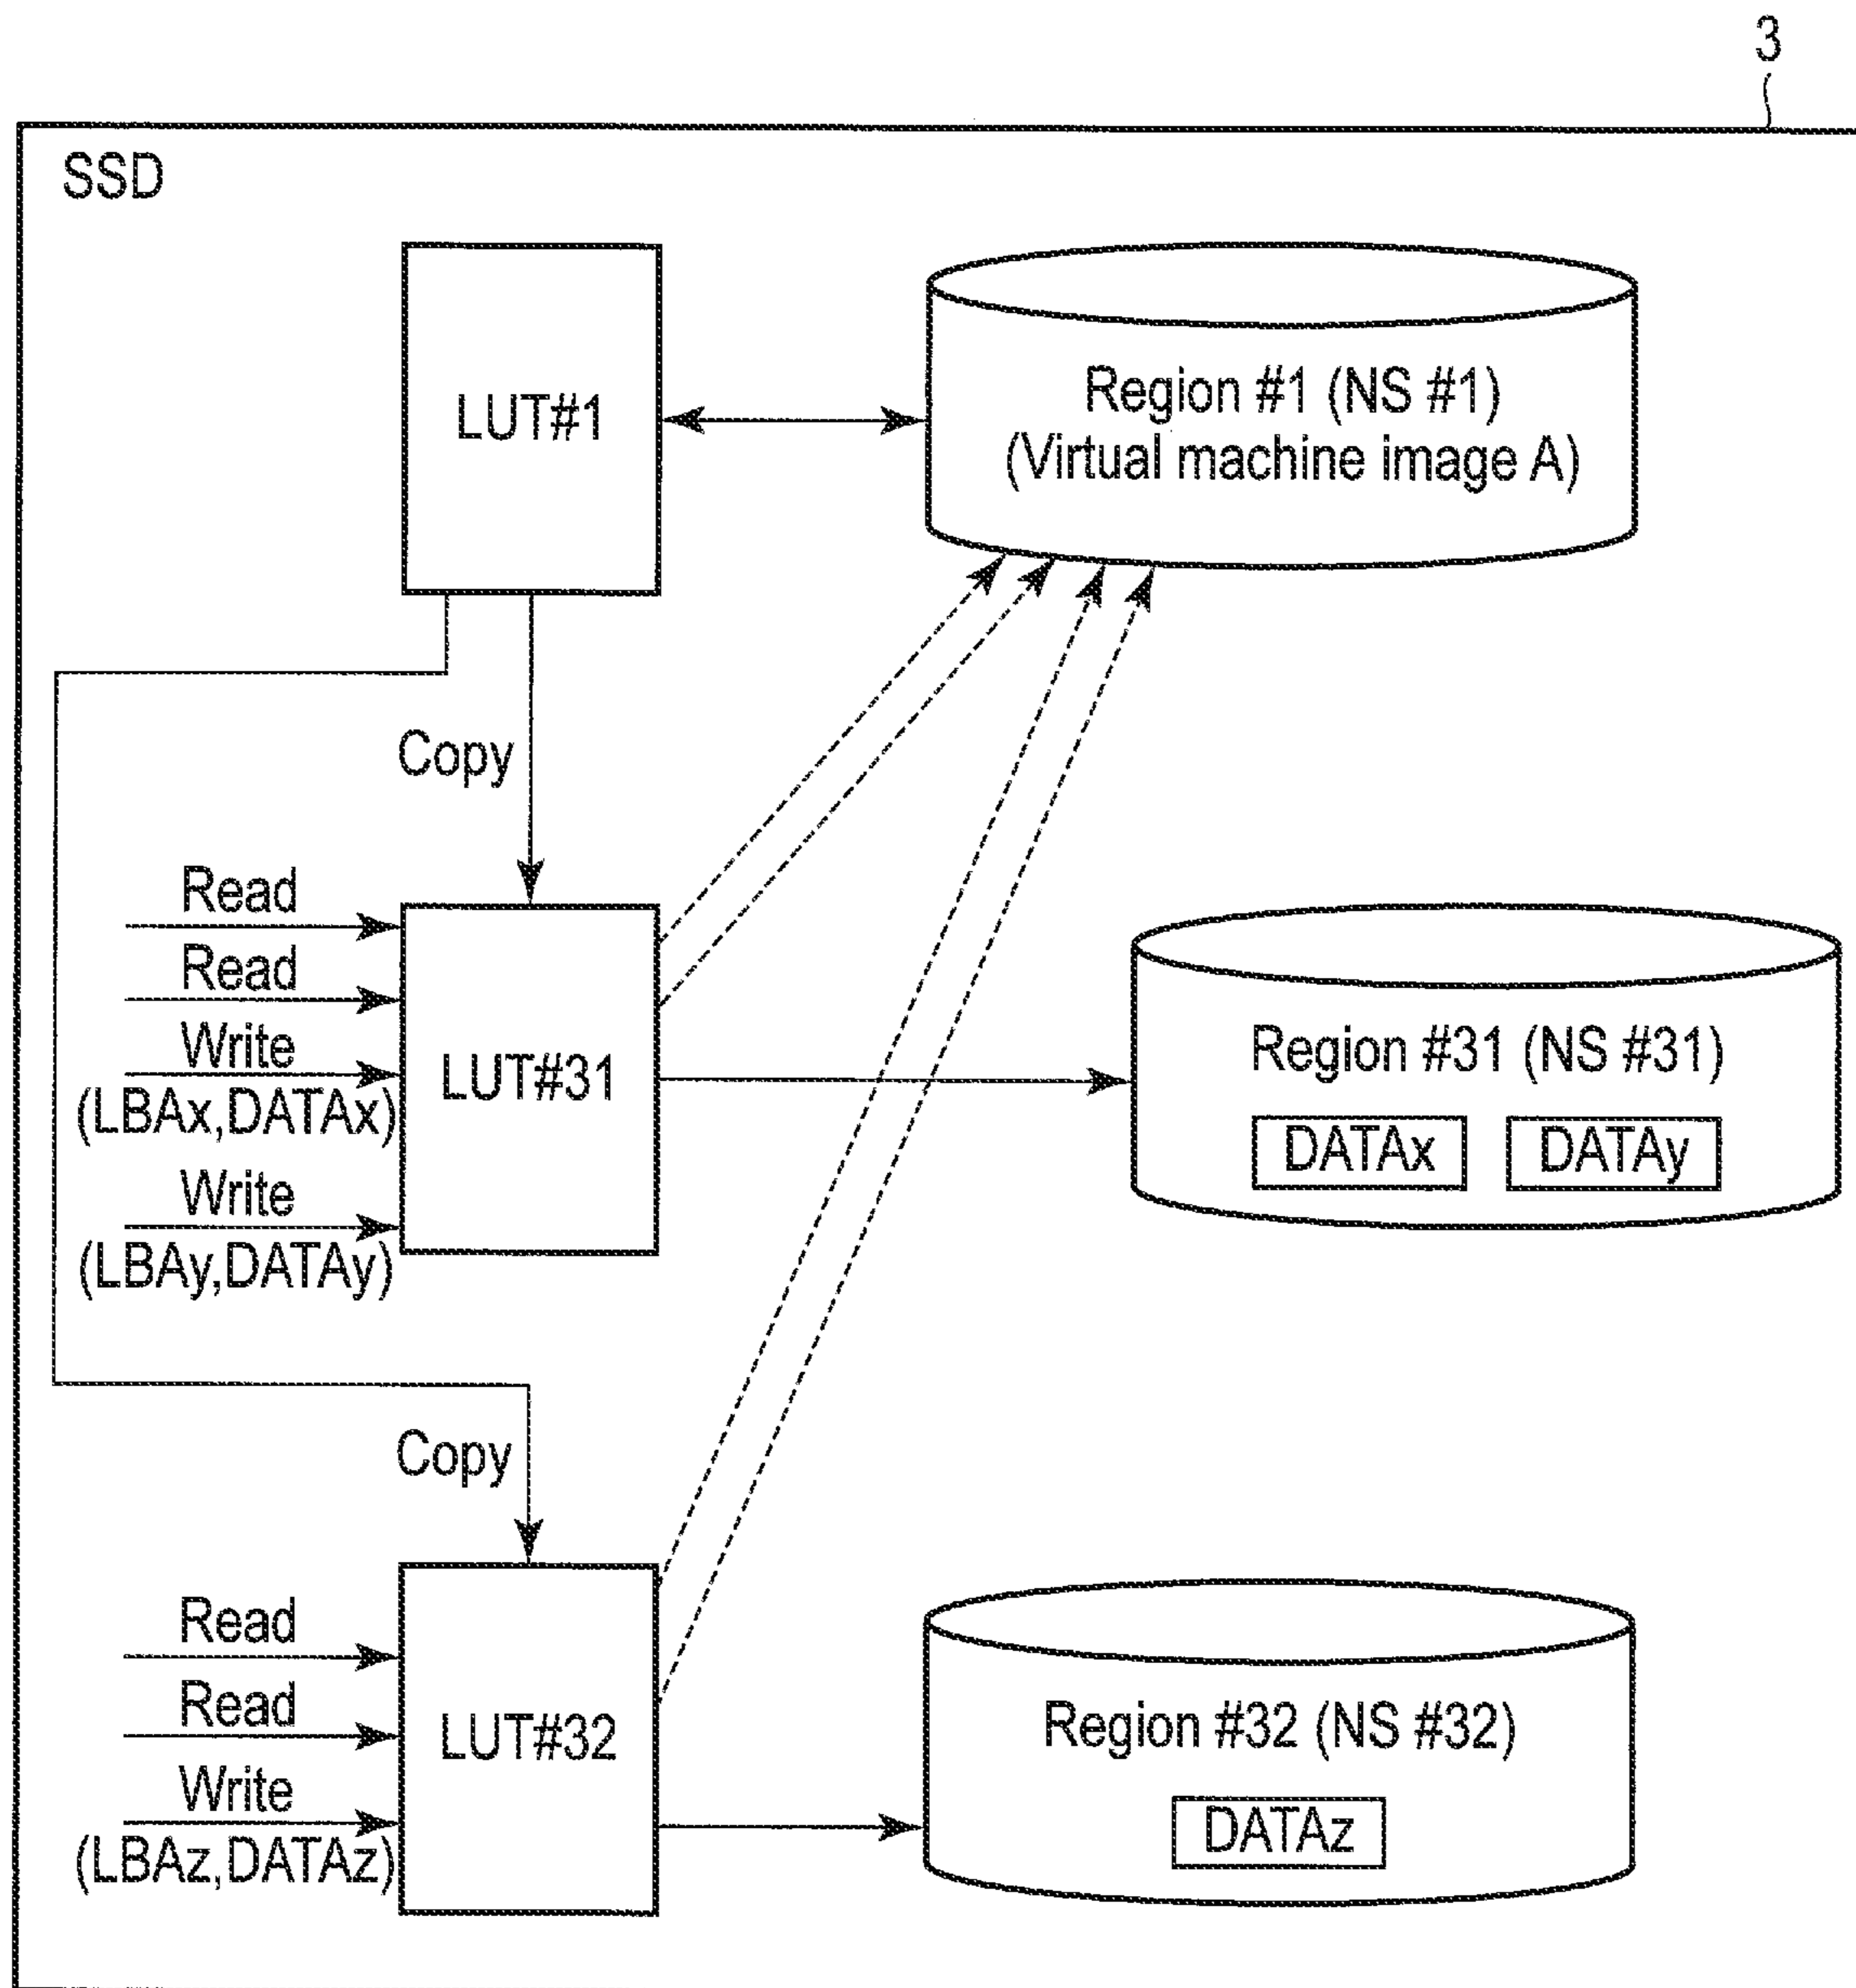 3
SSD
LUT#1
Region #1 (NS #1)
(Virtual machine image A)
Copy
Read
Read
Write
(LBAx,DATAx)
Write
(LBAy,DATAy)
LUT#31
Region #31 (NS #31)
DATAx
DATAy
Copy
Read
Read
Write
(LBAz,DATAz)
LUT#32
Region #32 (NS #32)
DATAz